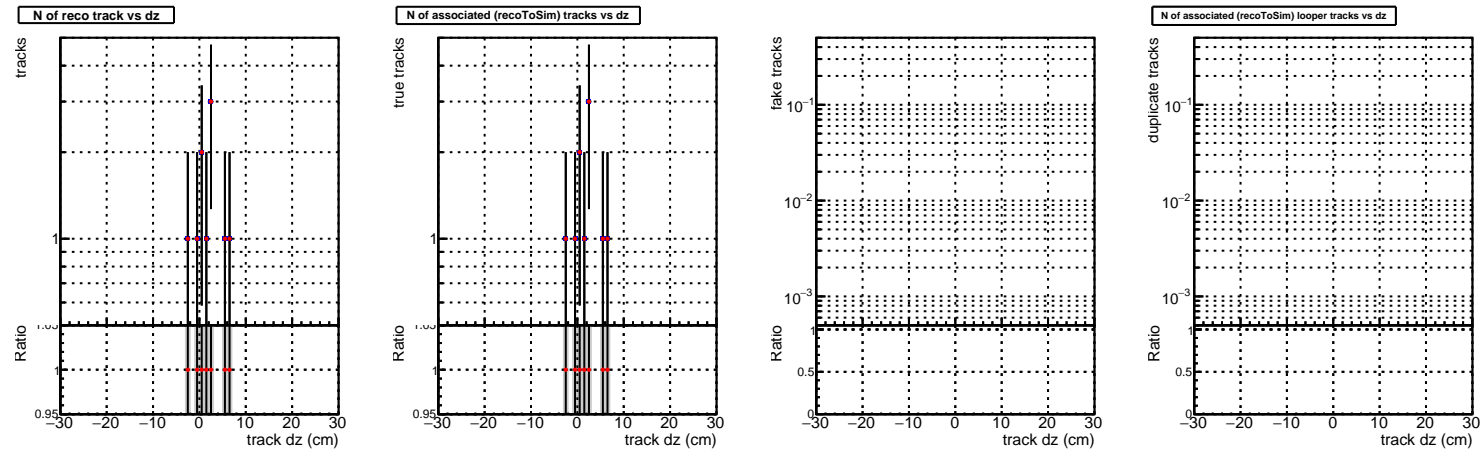 N of reco track vs dz
tracks
1
Ratio
1
0.95
−30 −20 −10 0 10 20 30
track dz (cm)
N of associated (recoToSim) tracks vs dz
true tracks
1
Ratio
1
0.95
−30 −20 −10 0 10 20 30
track dz (cm)
fake tracks
10−1
10−2
10−3
Ratio
1
0.5
0
−30 −20 −10 0 10 20 30
track dz (cm)
N of associated (recoToSim) looper tracks vs dz
duplicate tracks
10−1
10−2
10−3
Ratio
1
0.5
0
−30 −20 −10 0 10 20 30
track dz (cm)